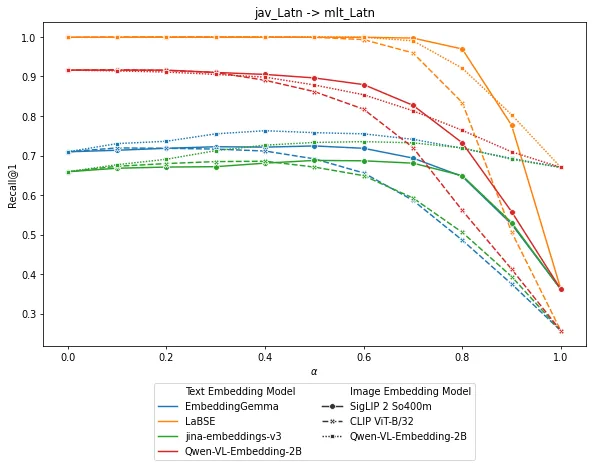 jav_Latn -> mlt_Latn
Recall@1
1.0
0.9
0.8
0.7
0.6
0.5
0.4
0.3
0.0 0.2 0.4 0.6 0.8 1.0
α
Text Embedding Model Image Embedding Model
EmbeddingGemma SigLIP 2 So400m
LaBSE CLIP ViT-B/32
jina-embeddings-v3 Qwen-VL-Embedding-2B
Qwen-VL-Embedding-2B